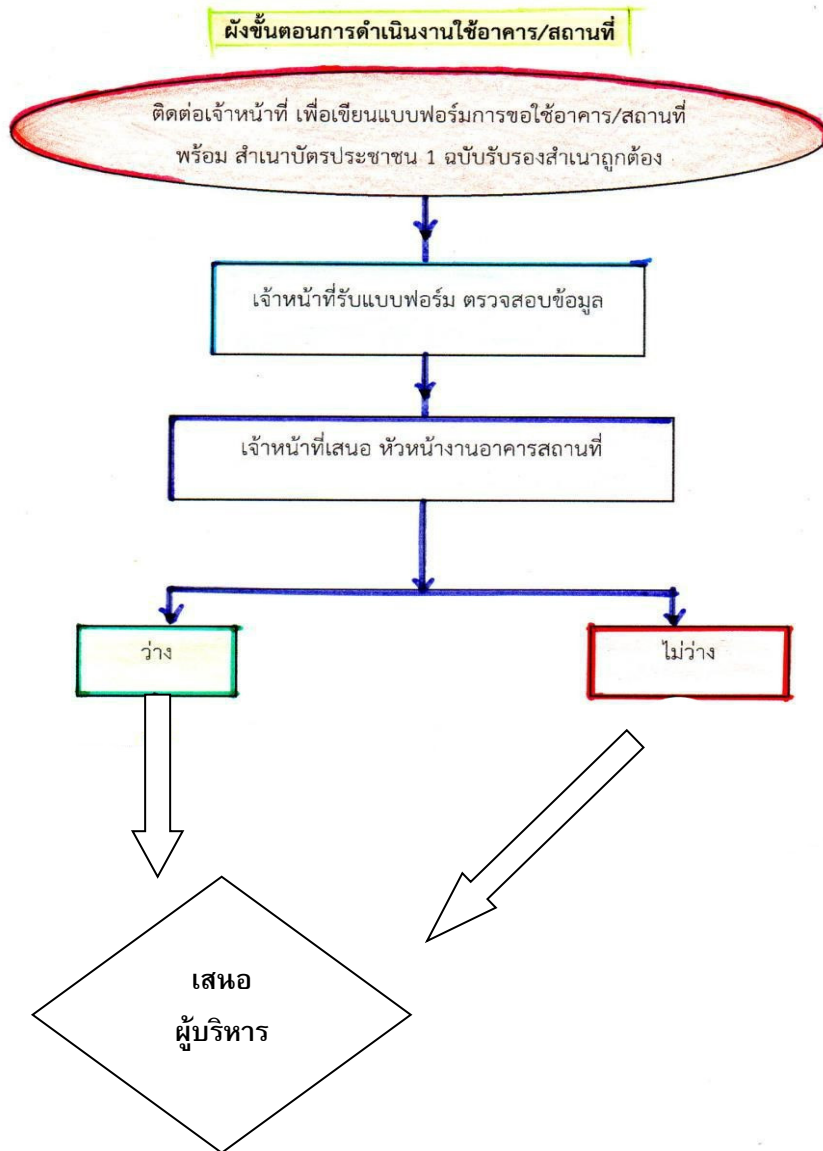 ผังขั้นตอนการดำเนินงานใช้อาคาร/สถานที่
ติดต่อเจ้าหน้าที่ เพื่อเขียนแบบฟอร์มการขอใช้อาคาร/สถานที่
พร้อม สำเนาบัตรประชาชน 1 ฉบับรับรองสำเนาถูกต้อง
เจ้าหน้าที่รับแบบฟอร์ม ตรวจสอบข้อมูล
เจ้าหน้าที่เสนอ หัวหน้างานอาคารสถานที่
ว่าง
ไม่ว่าง
เสนอ
ผู้บริหาร